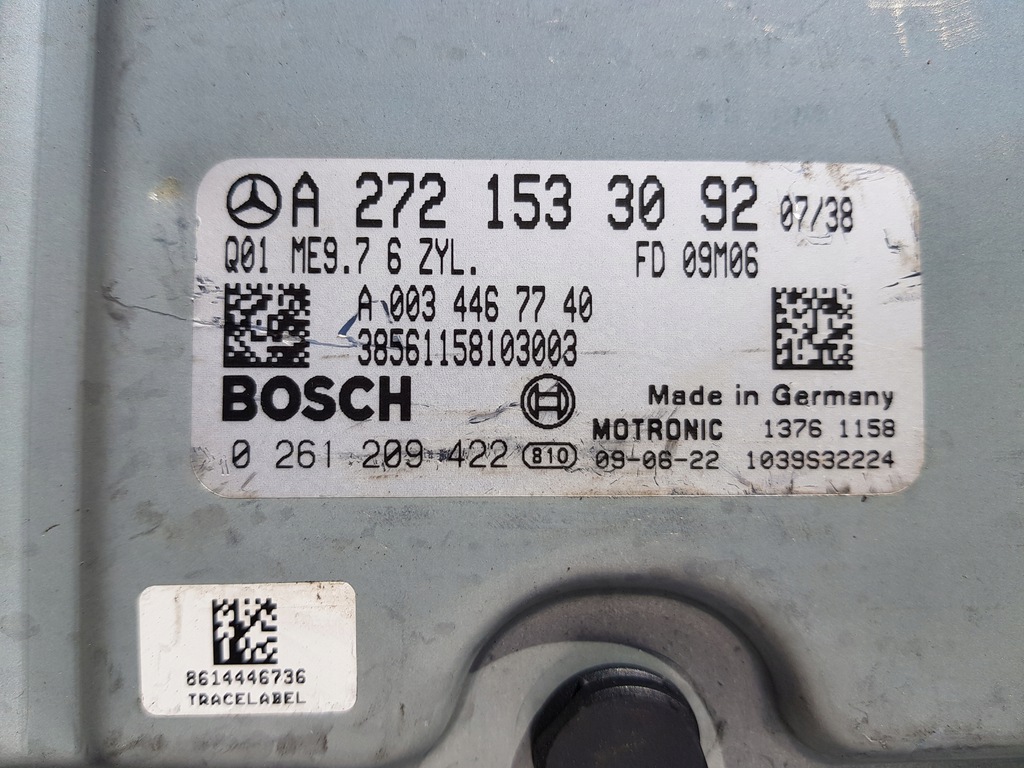 A 272 153 30 92 07/38
Q01 ME9.7 6 ZYL. FD 09M06
A 003 446 77 40
38561158103003
BOSCH
Made in Germany
MOTRONIC 1376 1158
0 261 209 422 810 09-06-22 1039S32224
8614446736
TRACELABEL